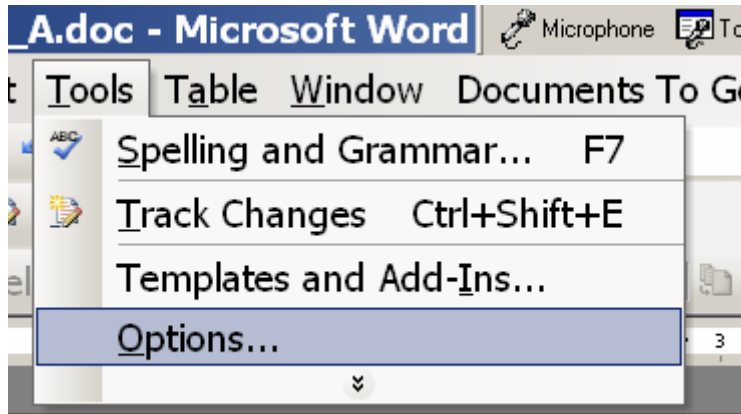 _A.doc - Microsoft Word Microphone
Tools Table Window Documents To
ABC Spelling and Grammar... F7
Track Changes Ctrl+Shift+E
Templates and Add-Ins...
Options...
3